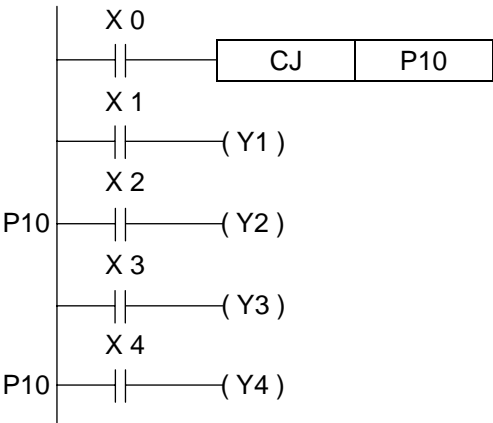 X 0
CJ P10
X 1
( Y1 )
X 2
P10 ( Y2 )
X 3
( Y3 )
X 4
P10 ( Y4 )